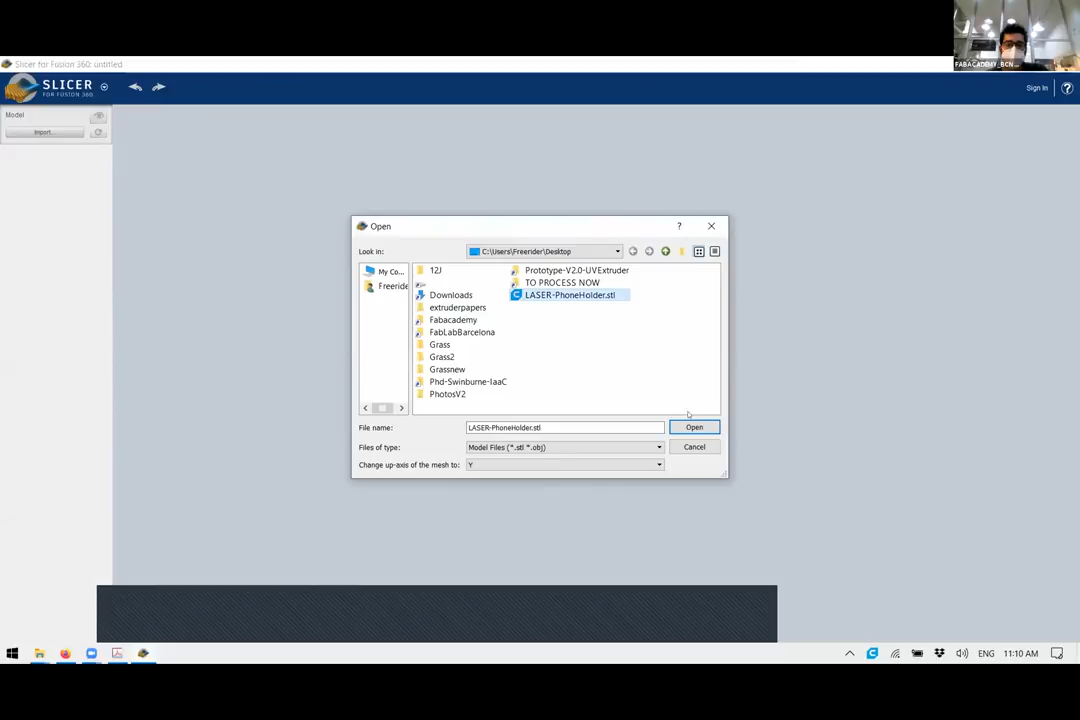 FABACADEMY_BCN...
Slicer for Fusion 360: untitled
SLICER
FOR FUSION 360
Sign In
?
Model
Import...
Open
?
Look in:
C:\Users\Freerider\Desktop
My Co...
Freeride
12J
Downloads
extruderpapers
Fabacademy
FabLabBarcelona
Grass
Grass2
Grassnew
Phd-Swinburne-IaaC
PhotosV2
Prototype-V2.0-UVExtruder
TO PROCESS NOW
LASER-PhoneHolder.stl
File name:
LASER-PhoneHolder.stl
Open
Files of type:
Model Files (*.stl *.obj)
Cancel
Change up-axis of the mesh to:
Y
ENG
11:10 AM